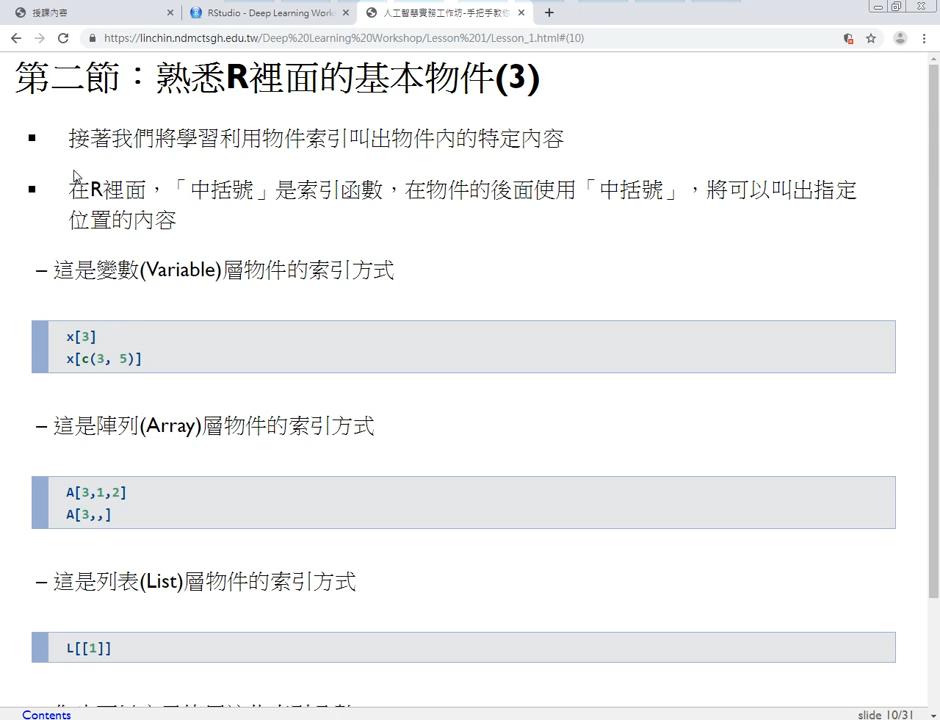 授課內容
RStudio - Deep Learning Work
人工智慧實務工作坊-手把手教你
https://linchin.ndmctsgh.edu.tw/Deep%20Learning%20Workshop/Lesson%201/Lesson_1.html#(10)
第二節：熟悉R裡面的基本物件(3)
▪ 接著我們將學習利用物件索引叫出物件內的特定內容
▪ 在R裡面，「中括號」是索引函數，在物件的後面使用「中括號」，將可以叫出指定
位置的內容
– 這是變數(Variable)層物件的索引方式
x[3]
x[c(3, 5)]
– 這是陣列(Array)層物件的索引方式
A[3,1,2]
A[3,,]
– 這是列表(List)層物件的索引方式
L[[1]]
Contents
slide 10/31